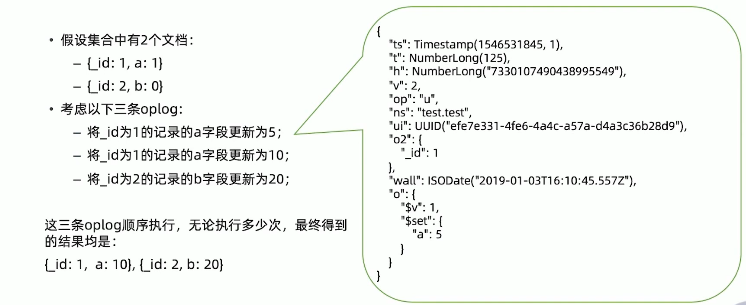 • 假设集合中有2个文档：
– {_id: 1, a: 1}
– {_id: 2, b: 0}
• 考虑以下三条oplog：
– 将_id为1的记录的a字段更新为5；
– 将_id为1的记录的a字段更新为10；
– 将_id为2的记录的b字段更新为20；
这三条oplog顺序执行，无论执行多少次，最终得到
的结果均是：
{_id: 1,  a: 10}, {_id: 2, b: 20}
{
"ts": Timestamp(1546531845, 1),
"t": NumberLong(125),
"h": NumberLong("7330107490438995549"),
"v": 2,
"op": "u",
"ns": "test.test",
"ui": UUID("efe7e331-4fe6-4a4c-a57a-d4a3c36b28d9"),
"o2": {
"_id": 1
},
"wall": ISODate("2019-01-03T16:10:45.557Z"),
"o": {
"$v": 1,
"$set": {
"a": 5
}
}
}